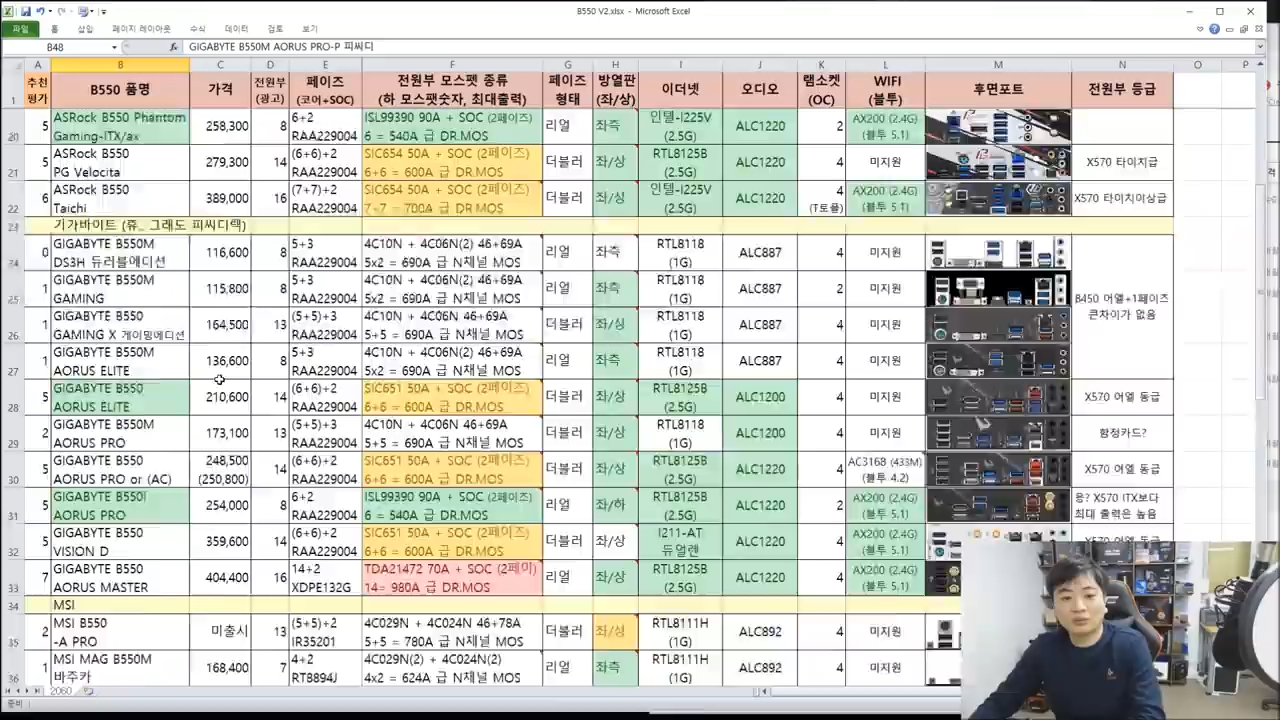 B550 V2.xlsx - Microsoft Excel
파일 홈 삽입 페이지 레이아웃 수식 데이터 검토 보기
B48 fx GIGABYTE B550M AORUS PRO-P 피씨디
A B C D E F G H I J K L M N O P
1 추천 평가 B550 품명 가격 전원부 (광고) 페이즈 (코어+SOC) 전원부 모스펫 종류 (하 모스펫숫자, 최대출력) 페이즈 형태 방열판 (좌/상) 이더넷 오디오 램소켓 (OC) WIFI (블투) 후면포트 전원부 등급
20 5 ASRock B550 Phantom Gaming-ITX/ax 258,300 8 6+2 RAA229004 ISL99390 90A + SOC (2페이즈) 6 = 540A 급 DR.MOS 리얼 좌측 인텔-I225V (2.5G) ALC1220 2 AX200 (2.4G) (블투 5.1)
21 5 ASRock B550 PG Velocita 279,300 14 (6+6)+2 RAA229004 SIC654 50A + SOC (2페이즈) 6+6 = 600A 급 DR.MOS 더블러 좌/상 RTL8125B (2.5G) ALC1220 4 미지원 X570 타이치급
22 6 ASRock B550 Taichi 389,000 16 (7+7)+2 RAA229004 SIC654 50A + SOC (2페이즈) 7+7 = 700A 급 DR.MOS 더블러 좌/상 인텔-I225V (2.5G) ALC1220 4 (T토폴) AX200 (2.4G) (블투 5.1) X570 타이치이상급
23 기가바이트 (휴_ 그래도 피씨디렉)
24 0 GIGABYTE B550M DS3H 듀러블에디션 116,600 8 5+3 RAA229004 4C10N + 4C06N(2) 46+69A 5x2 = 690A 급 N채널 MOS 리얼 좌측 RTL8118 (1G) ALC887 4 미지원
25 1 GIGABYTE B550M GAMING 115,800 8 5+3 RAA229004 4C10N + 4C06N(2) 46+69A 5x2 = 690A 급 N채널 MOS 리얼 좌측 RTL8118 (1G) ALC887 2 미지원 B450 어엘+1페이즈 큰차이가 없음
26 1 GIGABYTE B550M GAMING X 게이밍에디션 164,500 13 (5+5)+3 RAA229004 4C10N + 4C06N 46+69A 5+5 = 690A 급 N채널 MOS 더블러 좌/상 RTL8118 (1G) ALC887 4 미지원
27 1 GIGABYTE B550M AORUS ELITE 136,600 8 5+3 RAA229004 4C10N + 4C06N(2) 46+69A 5x2 = 690A 급 N채널 MOS 리얼 좌측 RTL8118 (1G) ALC887 4 미지원
28 5 GIGABYTE B550 AORUS ELITE 210,600 14 (6+6)+2 RAA229004 SIC651 50A + SOC (2페이즈) 6+6 = 600A 급 DR.MOS 더블러 좌/상 RTL8125B (2.5G) ALC1200 4 미지원 X570 어엘 동급
29 2 GIGABYTE B550M AORUS PRO 173,100 13 (5+5)+3 RAA229004 4C10N + 4C06N 46+69A 5+5 = 690A 급 N채널 MOS 더블러 좌/상 RTL8118 (1G) ALC1200 4 미지원 함정카드?
30 5 GIGABYTE B550 AORUS PRO or (AC) 248,500 (250,800) 14 (6+6)+2 RAA229004 SIC651 50A + SOC (2페이즈) 6+6 = 600A 급 DR.MOS 더블러 좌/상 RTL8125B (2.5G) ALC1220 4 AC3168 (433M) (블투 4.2) X570 어엘 동급
31 5 GIGABYTE B550I AORUS PRO 254,000 8 6+2 RAA229004 ISL99390 90A + SOC (2페이즈) 6 = 540A 급 DR.MOS 리얼 좌/하 RTL8125B (2.5G) ALC1220 2 AX200 (2.4G) (블투 5.1) 응? X570 ITX보다 최대 출력은 높음
32 5 GIGABYTE B550 VISION D 359,600 14 (6+6)+2 RAA229004 SIC651 50A + SOC (2페이즈) 6+6 = 600A 급 DR.MOS 더블러 좌/상 I211-AT 듀얼랜 ALC1220 4 AX200 (2.4G) (블투 5.1)
33 7 GIGABYTE B550 AORUS MASTER 404,400 16 14+2 XDPE132G TDA21472 70A + SOC (2페이) 14= 980A 급 DR.MOS 리얼 좌/상 RTL8125B (2.5G) ALC1220 4 AX200 (2.4G) (블투 5.1)
34 MSI
35 2 MSI B550 -A PRO 미출시 13 (5+5)+2 IR35201 4C029N + 4C024N 46+78A 5+5 = 780A 급 N채널 MOS 더블러 좌/상 RTL8111H (1G) ALC892 4 미지원
36 1 MSI MAG B550M 바주카 168,400 7 4+2 RT8894J 4C029N(2) + 4C024N(2) 4x2 = 624A 급 N채널 MOS 리얼 좌측 RTL8111H (1G) ALC892 4 미지원
2060
준비